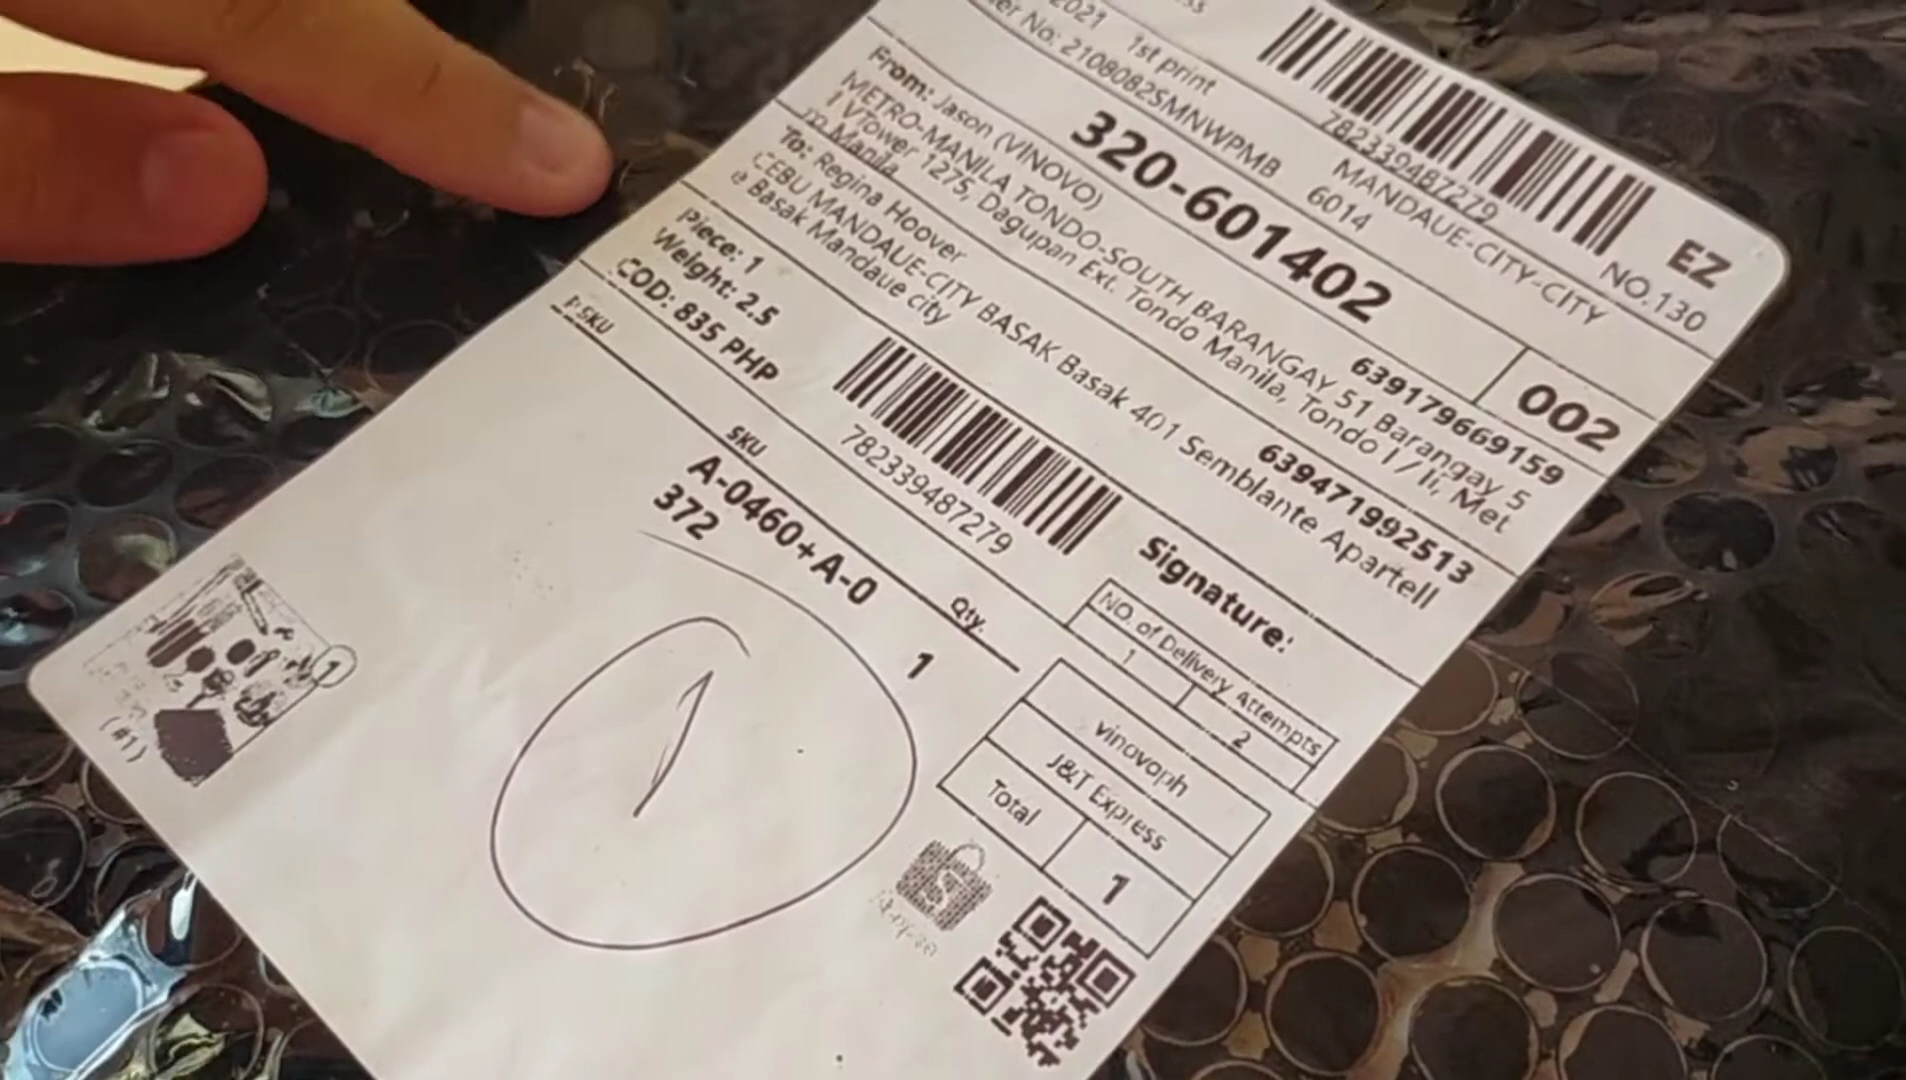 2021 1st print
782339487279
EZ
No: 2108082SMNWPMB
6014
MANDAUE-CITY-CITY
NO.130
320-601402
002
From: Jason (VINOVO)
639179669159
METRO-MANILA TONDO-SOUTH BARANGAY 51 Barangay 5
1 VTower 1275, Dagupan Ext. Tondo Manila, Tondo I / Ii, Met
ro Manila
To: Regina Hoover
639471992513
CEBU MANDAUE-CITY BASAK Basak 401 Semblante Apartell
e Basak Mandaue city
Piece: 1
Weight: 2.5
COD: 835 PHP
782339487279
Signature:
NO. of Delivery Attempts
1 2
P.SKU SKU Qty.
A-0460+A-0
372
1
vinovoph
J&T Express
Total 1
1
(#1)
1
Shopee